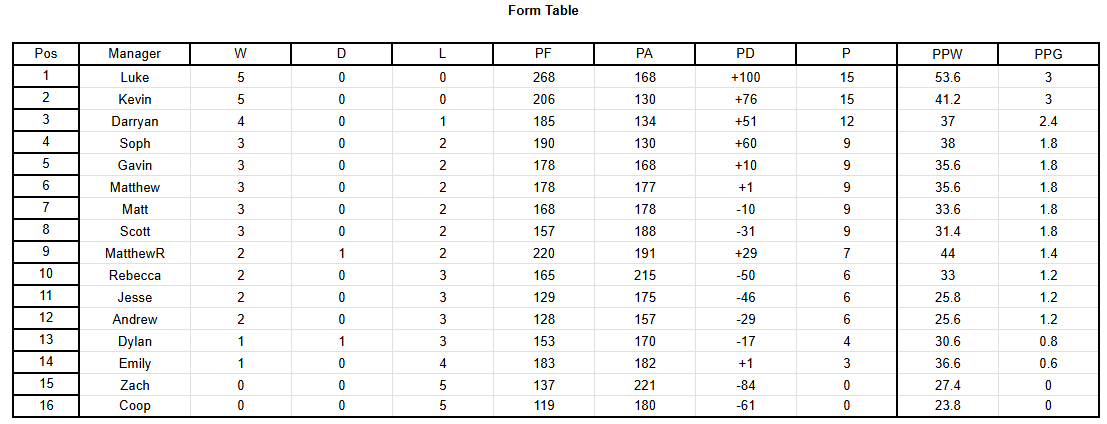 Form Table
Pos Manager W D L PF PA PD P PPW PPG
1 Luke 5 0 0 268 168 +100 15 53.6 3
2 Kevin 5 0 0 206 130 +76 15 41.2 3
3 Darryan 4 0 1 185 134 +51 12 37 2.4
4 Soph 3 0 2 190 130 +60 9 38 1.8
5 Gavin 3 0 2 178 168 +10 9 35.6 1.8
6 Matthew 3 0 2 178 177 +1 9 35.6 1.8
7 Matt 3 0 2 168 178 -10 9 33.6 1.8
8 Scott 3 0 2 157 188 -31 9 31.4 1.8
9 MatthewR 2 1 2 220 191 +29 7 44 1.4
10 Rebecca 2 0 3 165 215 -50 6 33 1.2
11 Jesse 2 0 3 129 175 -46 6 25.8 1.2
12 Andrew 2 0 3 128 157 -29 6 25.6 1.2
13 Dylan 1 1 3 153 170 -17 4 30.6 0.8
14 Emily 1 0 4 183 182 +1 3 36.6 0.6
15 Zach 0 0 5 137 221 -84 0 27.4 0
16 Coop 0 0 5 119 180 -61 0 23.8 0